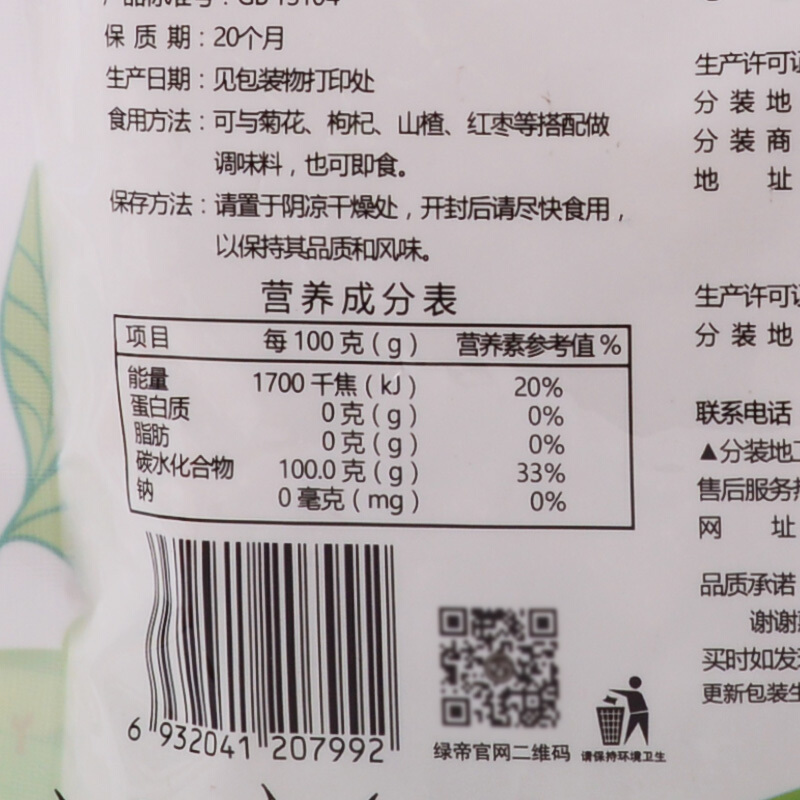 保质期：20个月
生产日期：见包装物打印处
食用方法：可与菊花、枸杞、山楂、红枣等搭配做
调味料，也可即食。
保存方法：请置于阴凉干燥处，开封后请尽快食用，
以保持其品质和风味。
营养成分表
项目 每100克(g) 营养素参考值%
能量 1700千焦(kJ) 20%
蛋白质 0克(g) 0%
脂肪 0克(g) 0%
碳水化合物 100.0克(g) 33%
钠 0毫克(mg) 0%
6 932041 207992
绿帝官网二维码
请保持环境卫生
生产许可证
分装地
分装商
地址
生产许可证
分装地
联系电话
▲分装地
售后服务
网址
品质承诺
谢谢
买时如发
更新包装